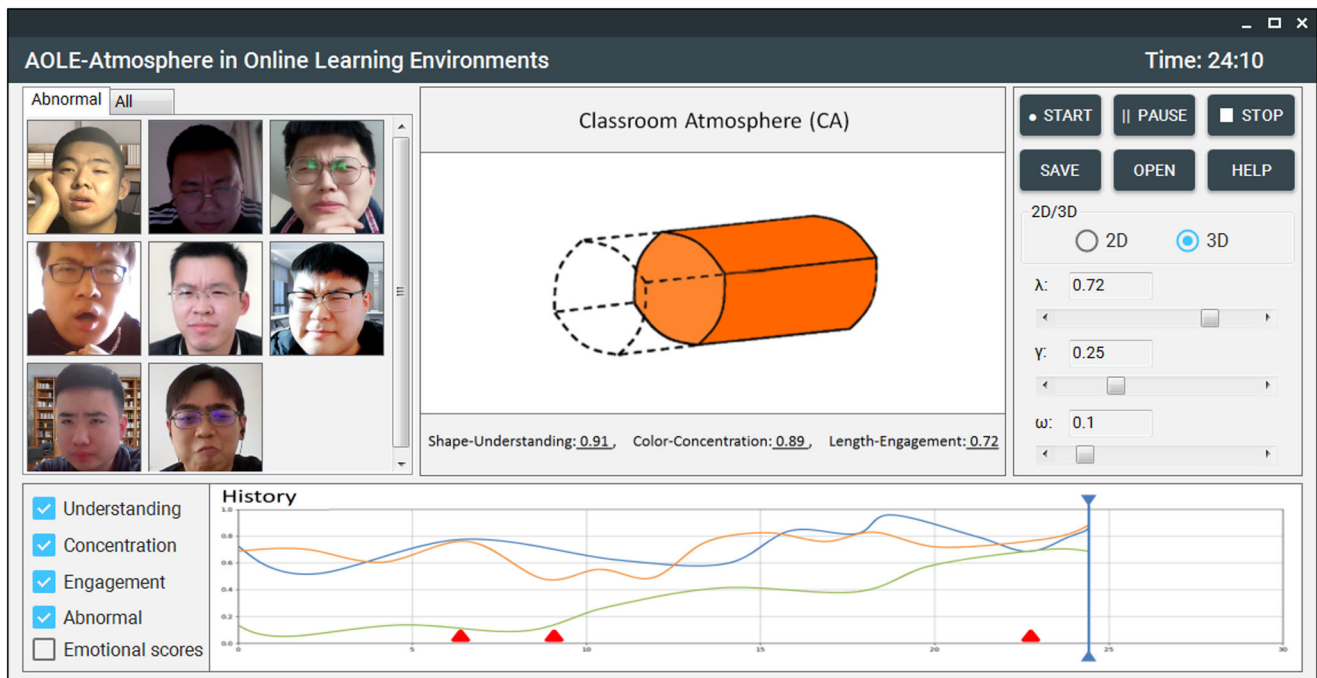 AOLE-Atmosphere in Online Learning Environments
Time: 24:10
Abnormal
All
Classroom Atmosphere (CA)
Shape-Understanding: 0.91 , Color-Concentration: 0.89 , Length-Engagement: 0.72
START
|| PAUSE
STOP
SAVE
OPEN
HELP
2D/3D
2D
3D
λ: 0.72
γ: 0.25
ω: 0.1
Understanding
Concentration
Engagement
Abnormal
Emotional scores
History
1.0
0.8
0.6
0.4
0.2
0.0
0 5 10 15 20 25 30